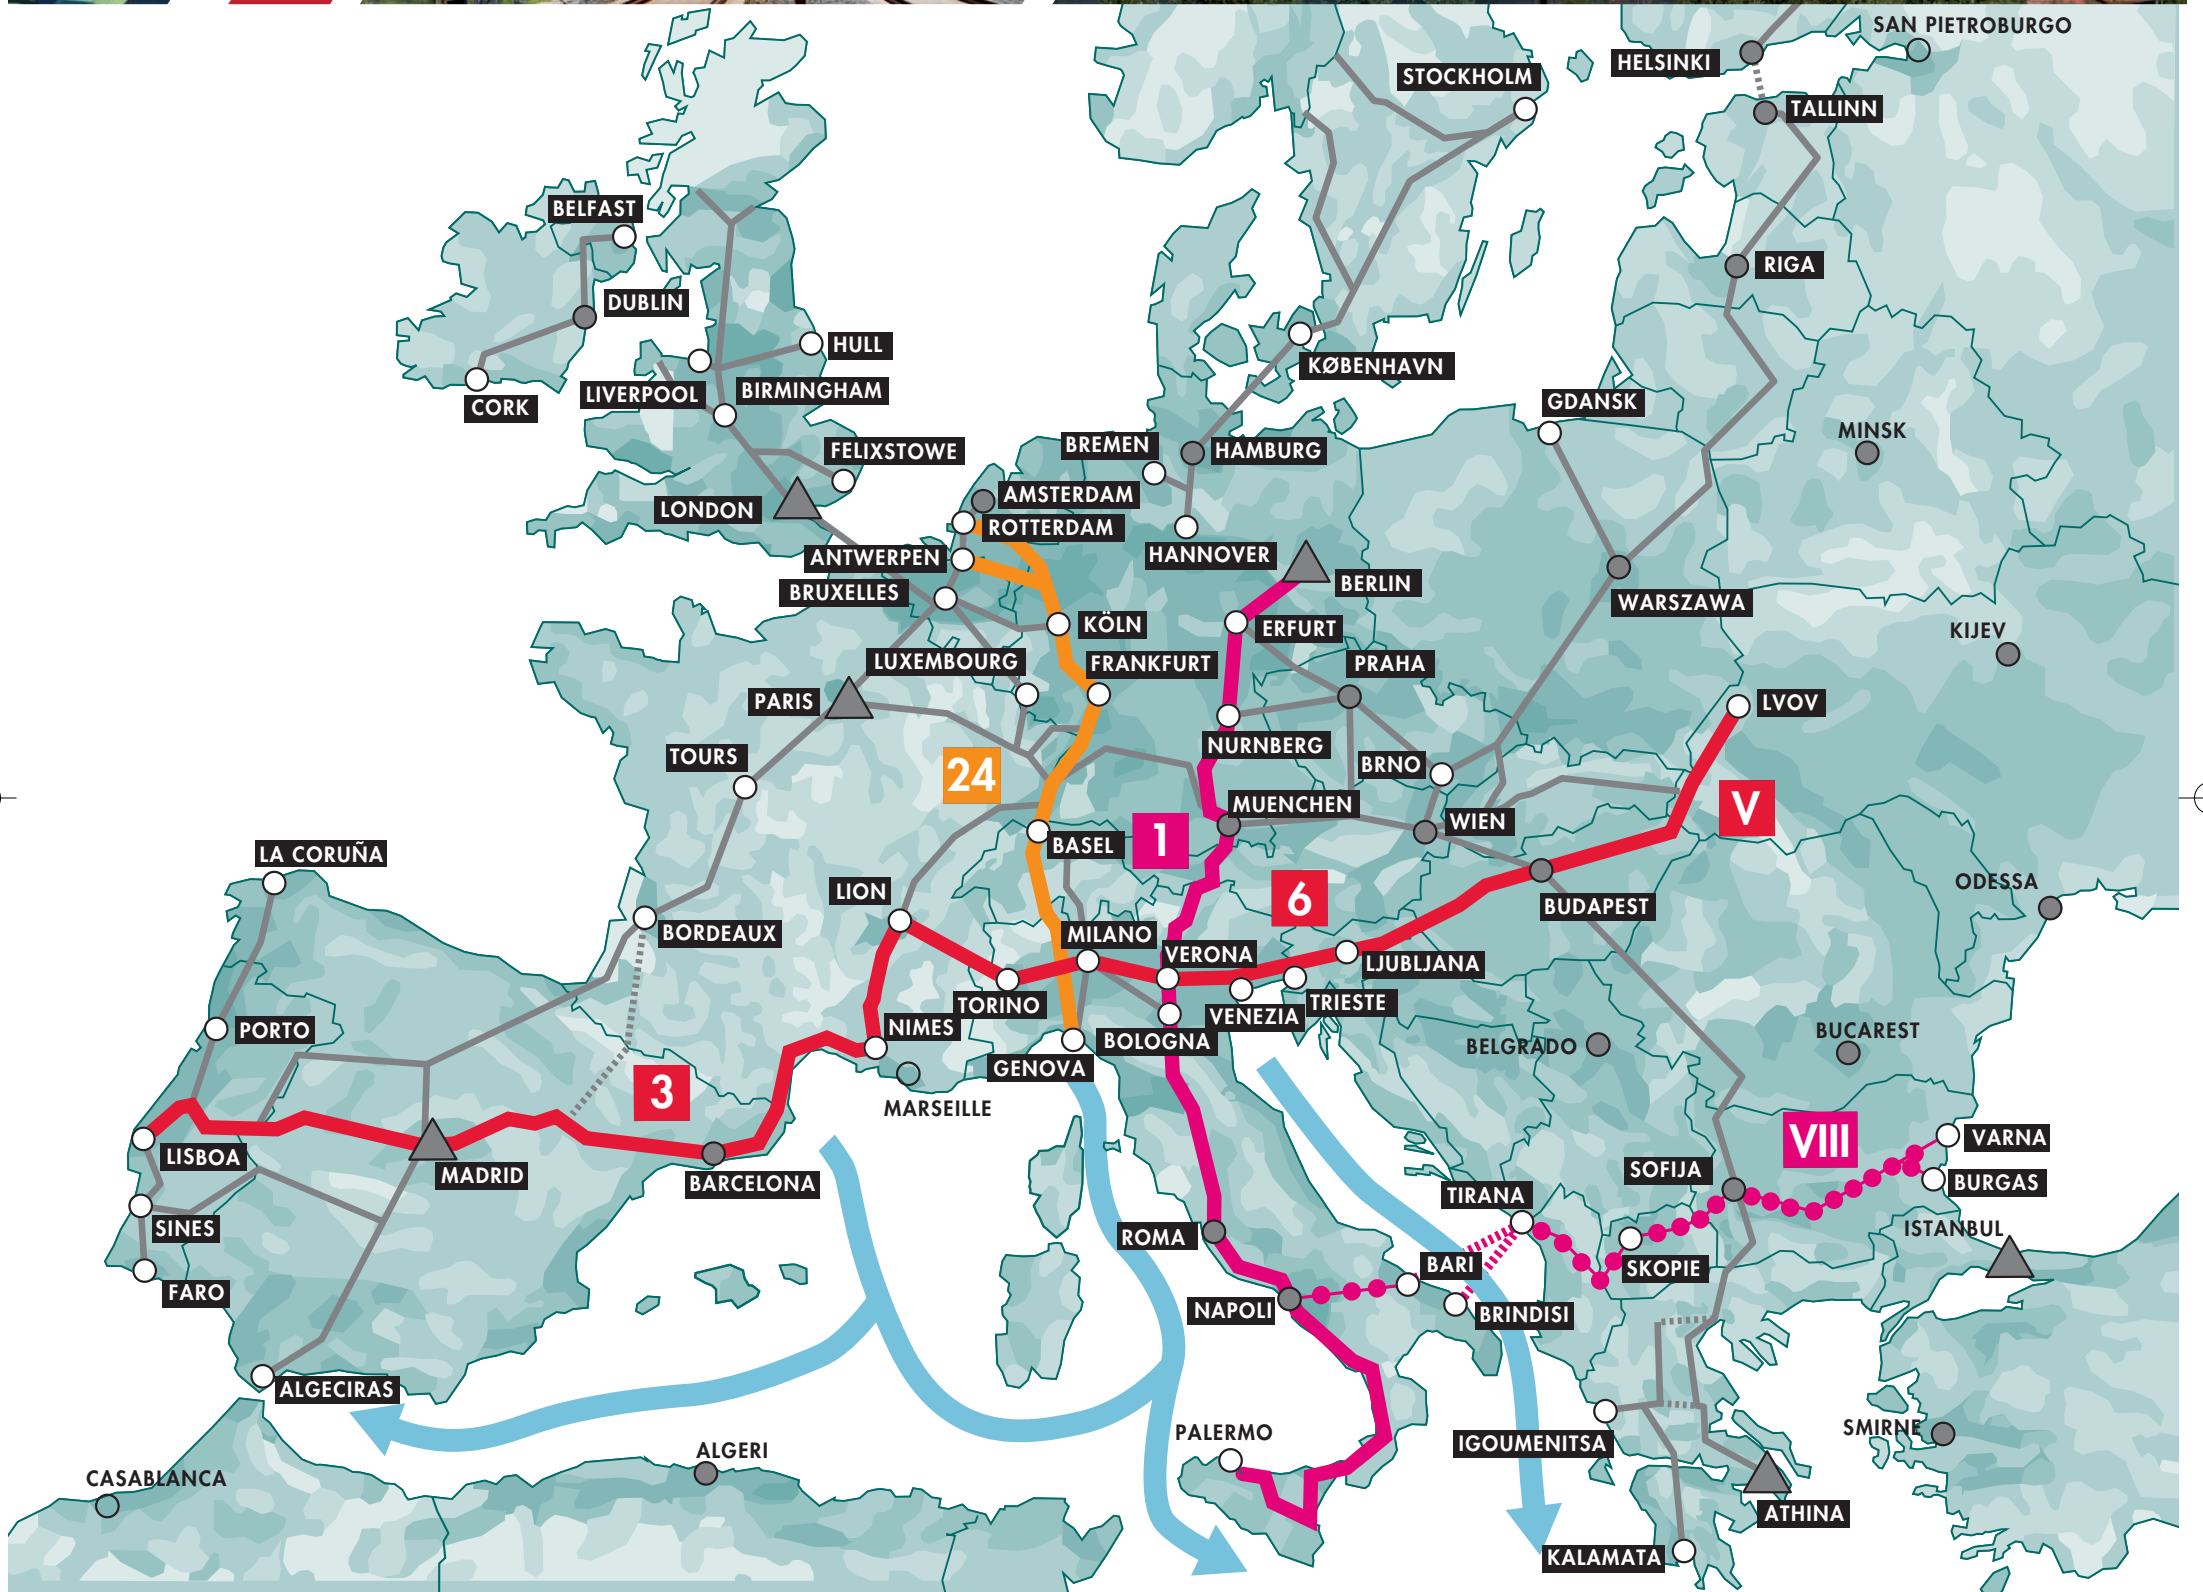 SAN PIETROBURGO
HELSINKI
STOCKHOLM
TALLINN
BELFAST
RIGA
DUBLIN
HULL
KØBENHAVN
LIVERPOOL
BIRMINGHAM
CORK
GDANSK
MINSK
BREMEN
HAMBURG
FELIXSTOWE
AMSTERDAM
LONDON
ROTTERDAM
HANNOVER
ANTWERPEN
BERLIN
BRUXELLES
WARSZAWA
KÖLN
ERFURT
KIJEV
LUXEMBOURG
FRANKFURT
PRAHA
PARIS
LVOV
NURNBERG
TOURS
BRNO
24
V
MUENCHEN
WIEN
1
BASEL
LA CORUÑA
ODESSA
LION
6
BUDAPEST
BORDEAUX
MILANO
VERONA
LJUBLJANA
TORINO
TRIESTE
VENEZIA
PORTO
NIMES
BUCAREST
BOLOGNA
BELGRADO
GENOVA
3
MARSEILLE
VARNA
VIII
LISBOA
MADRID
SOFIJA
BARCELONA
BURGAS
TIRANA
SINES
ISTANBUL
ROMA
BARI
SKOPIE
FARO
NAPOLI
BRINDISI
ALGECIRAS
SMIRNE
PALERMO
IGOUMENITSA
ALGERI
CASABLANCA
ATHINA
KALAMATA